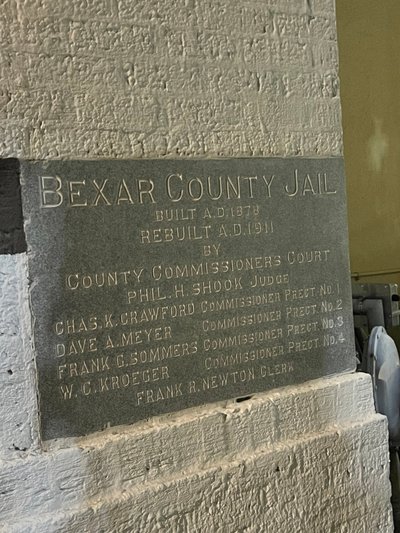 BEXAR COUNTY JAIL
BUILT A.D. 1878
REBUILT A.D. 1911
BY
COUNTY COMMISSIONERS COURT
PHIL. H. SHOOK JUDGE
CHAS. K. CRAWFORD COMMISSIONER PRECT. NO. 1
DAVE A. MEYER COMMISSIONER PRECT. NO. 2
FRANK G. SOMMERS COMMISSIONER PRECT. NO. 3
W. C. KROEGER COMMISSIONER PRECT. NO. 4
FRANK R. NEWTON CLERK